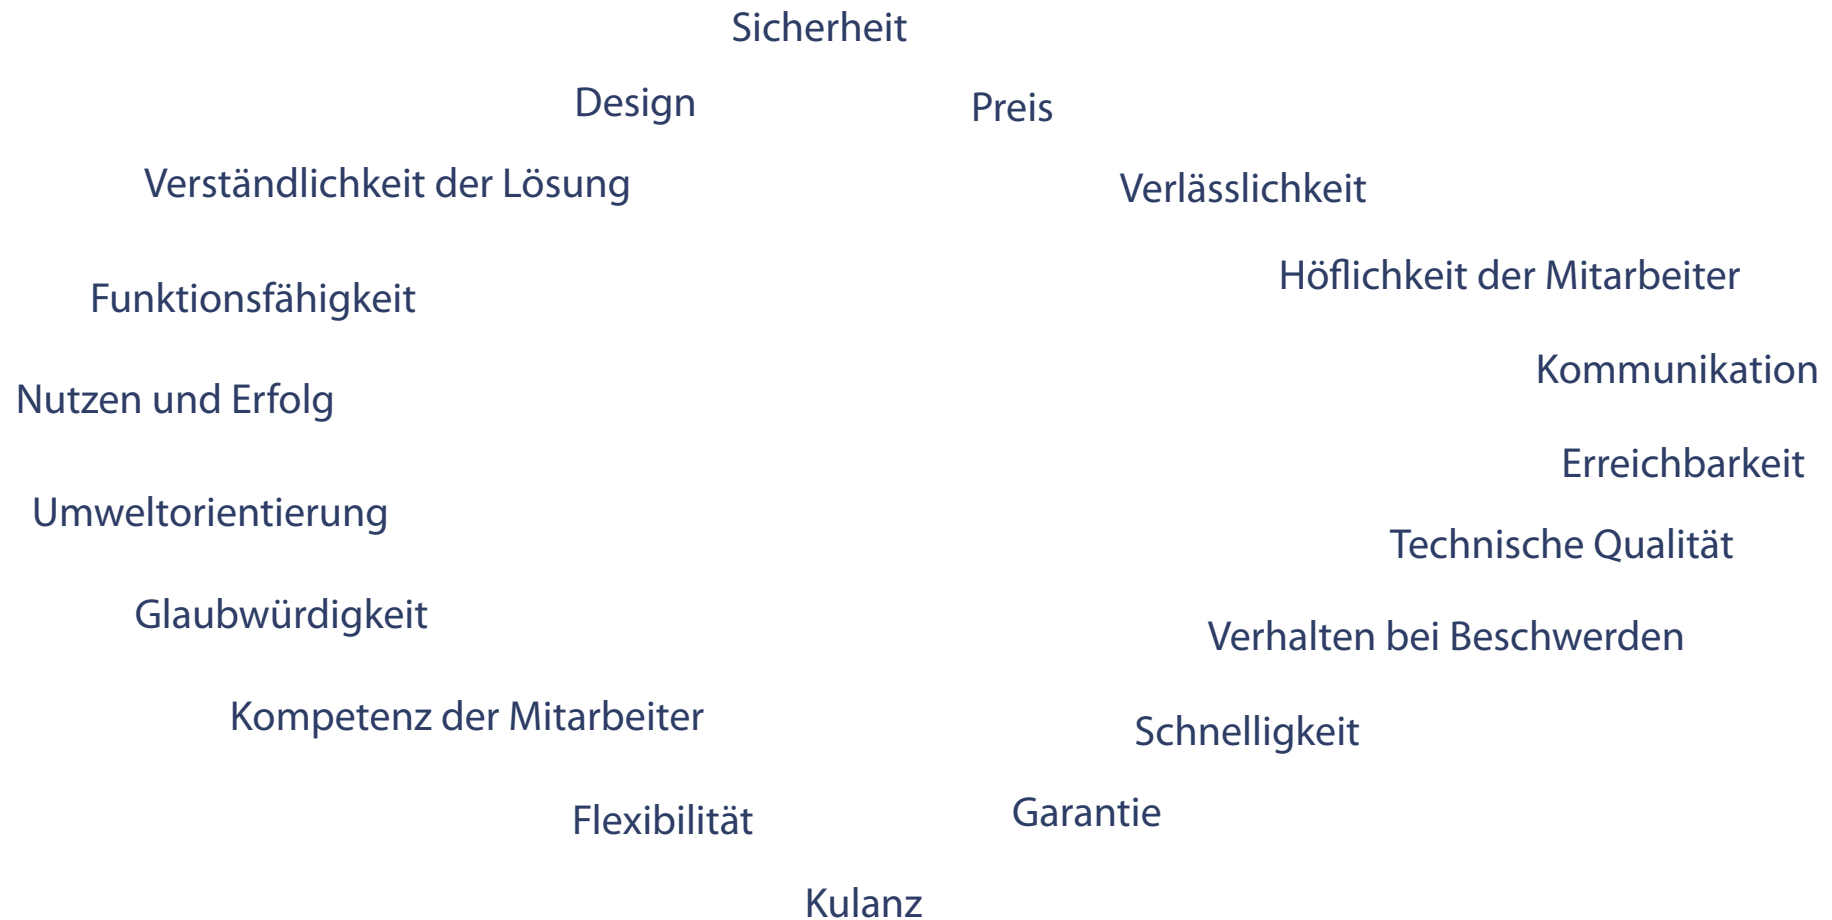 Sicherheit
Design
Preis
Verständlichkeit der Lösung
Verlässlichkeit
Höflichkeit der Mitarbeiter
Funktionsfähigkeit
Kommunikation
Nutzen und Erfolg
Erreichbarkeit
Umweltorientierung
Technische Qualität
Glaubwürdigkeit
Verhalten bei Beschwerden
Kompetenz der Mitarbeiter
Schnelligkeit
Garantie
Flexibilität
Kulanz